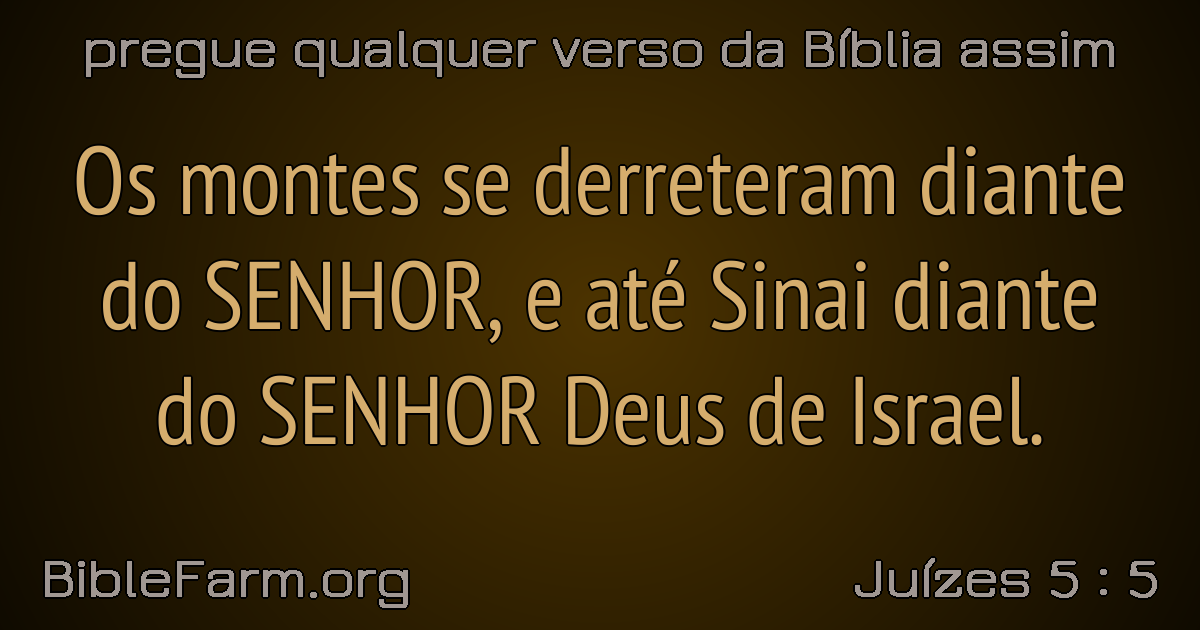 pregue qualquer verso da Bíblia assim
Os montes se derreteram diante
do SENHOR, e até Sinai diante
do SENHOR Deus de Israel.
BibleFarm.org
Juízes 5 : 5